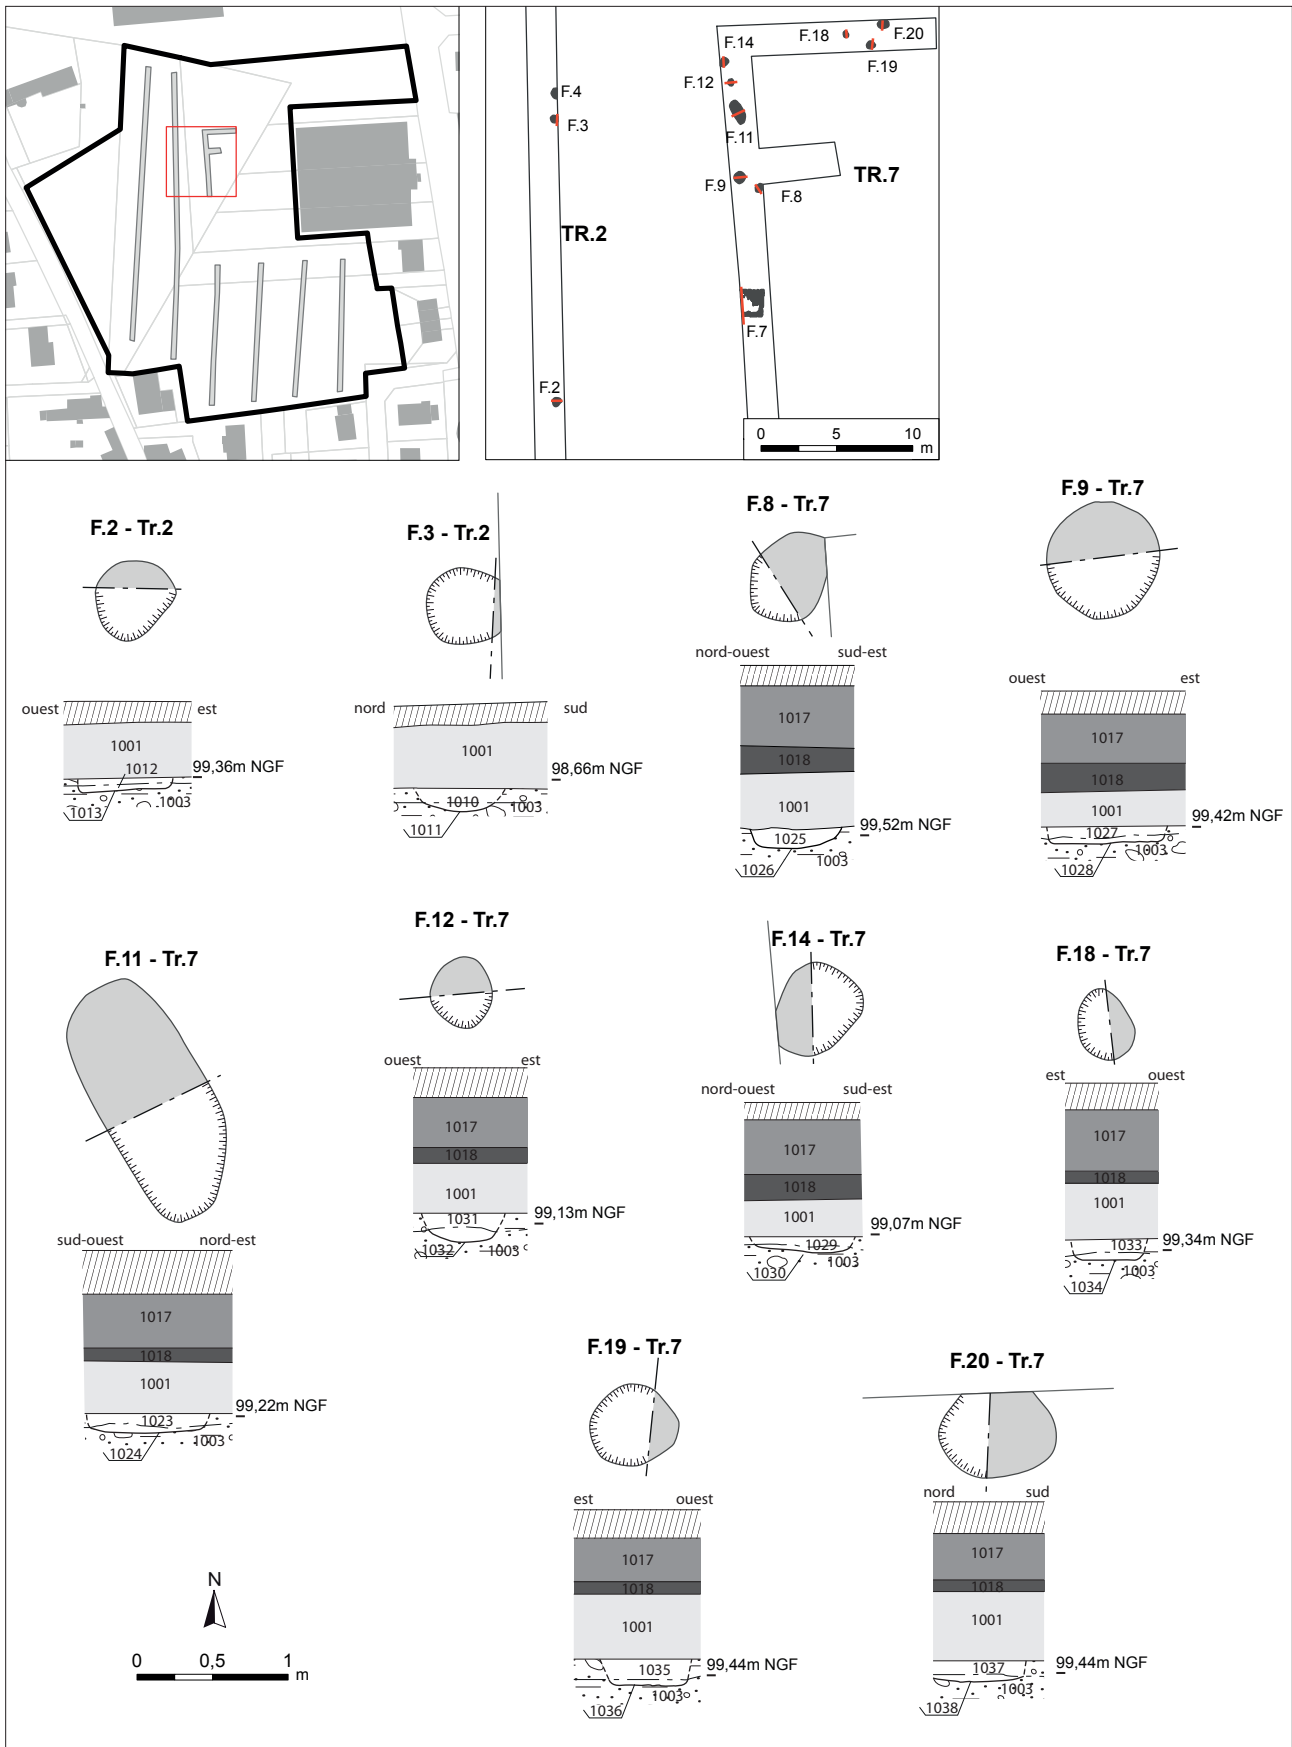 F.4
F.3
TR.2
F.2
F.14
F.18
F.20
F.19
F.12
F.11
TR.7
F.9
F.8
F.7
0 5 10
m
F.2 - Tr.2
ouest est
1001
1012
99,36m NGF
1003
1013
F.3 - Tr.2
nord sud
1001
98,66m NGF
1010
1003
1011
F.8 - Tr.7
nord-ouest sud-est
1017
1018
1001
99,52m NGF
1025
1003
1026
F.9 - Tr.7
ouest est
1017
1018
1001
99,42m NGF
1027
1003
1028
F.11 - Tr.7
sud-ouest nord-est
1017
1018
1001
99,22m NGF
1023
1003
1024
F.12 - Tr.7
ouest est
1017
1018
1001
99,13m NGF
1031
1032
1003
F.14 - Tr.7
nord-ouest sud-est
1017
1018
1001
99,07m NGF
1029
1003
1030
F.18 - Tr.7
est ouest
1017
1018
1001
99,34m NGF
1033
1003
1034
F.19 - Tr.7
est ouest
1017
1018
1001
99,44m NGF
1035
1003
1036
F.20 - Tr.7
nord sud
1017
1018
1001
99,44m NGF
1037
1003
1038
N
0 0,5 1
m